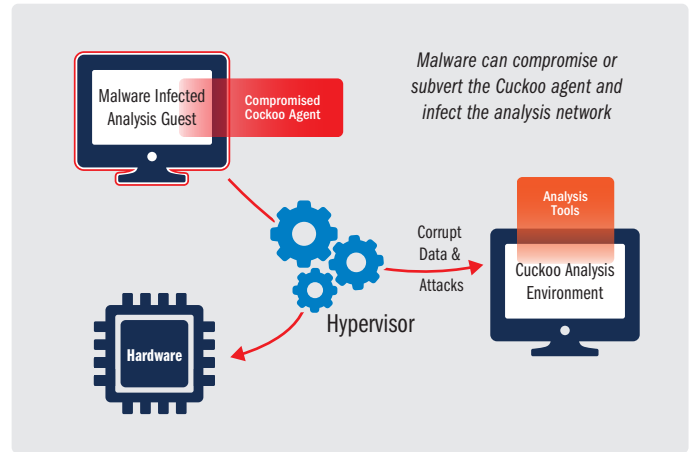 Malware can compromise or
subvert the Cuckoo agent and
infect the analysis network
Malware Infected
Analysis Guest
Compromised
Cockoo Agent
Analysis
Tools
Corrupt
Data &
Attacks
Cuckoo Analysis
Environment
Hypervisor
Hardware